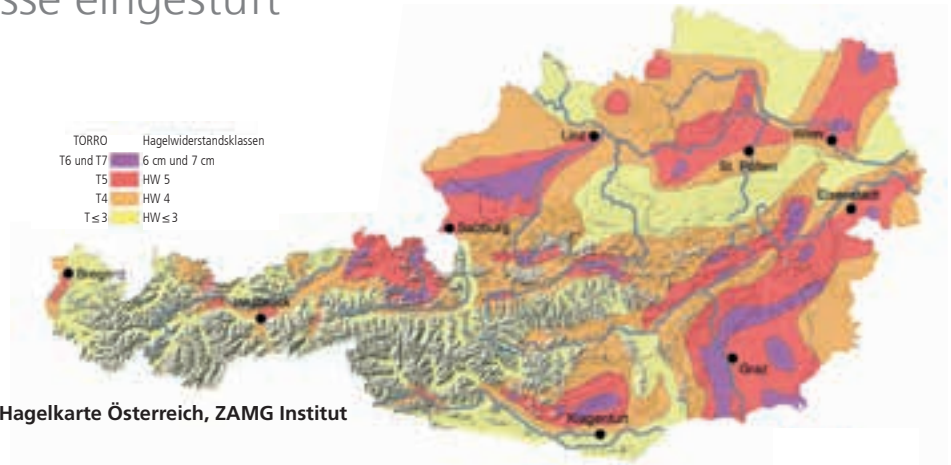 sse eingestuft
TORRO Hagelwiderstandsklassen
T6 und T7 6 cm und 7 cm
T5 HW 5
T4 HW 4
T ≤ 3 HW ≤ 3
Linz
Wien
St. Pölten
Eisenstadt
Salzburg
Bregenz
Innsbruck
Graz
Klagenfurt
Hagelkarte Österreich, ZAMG Institut